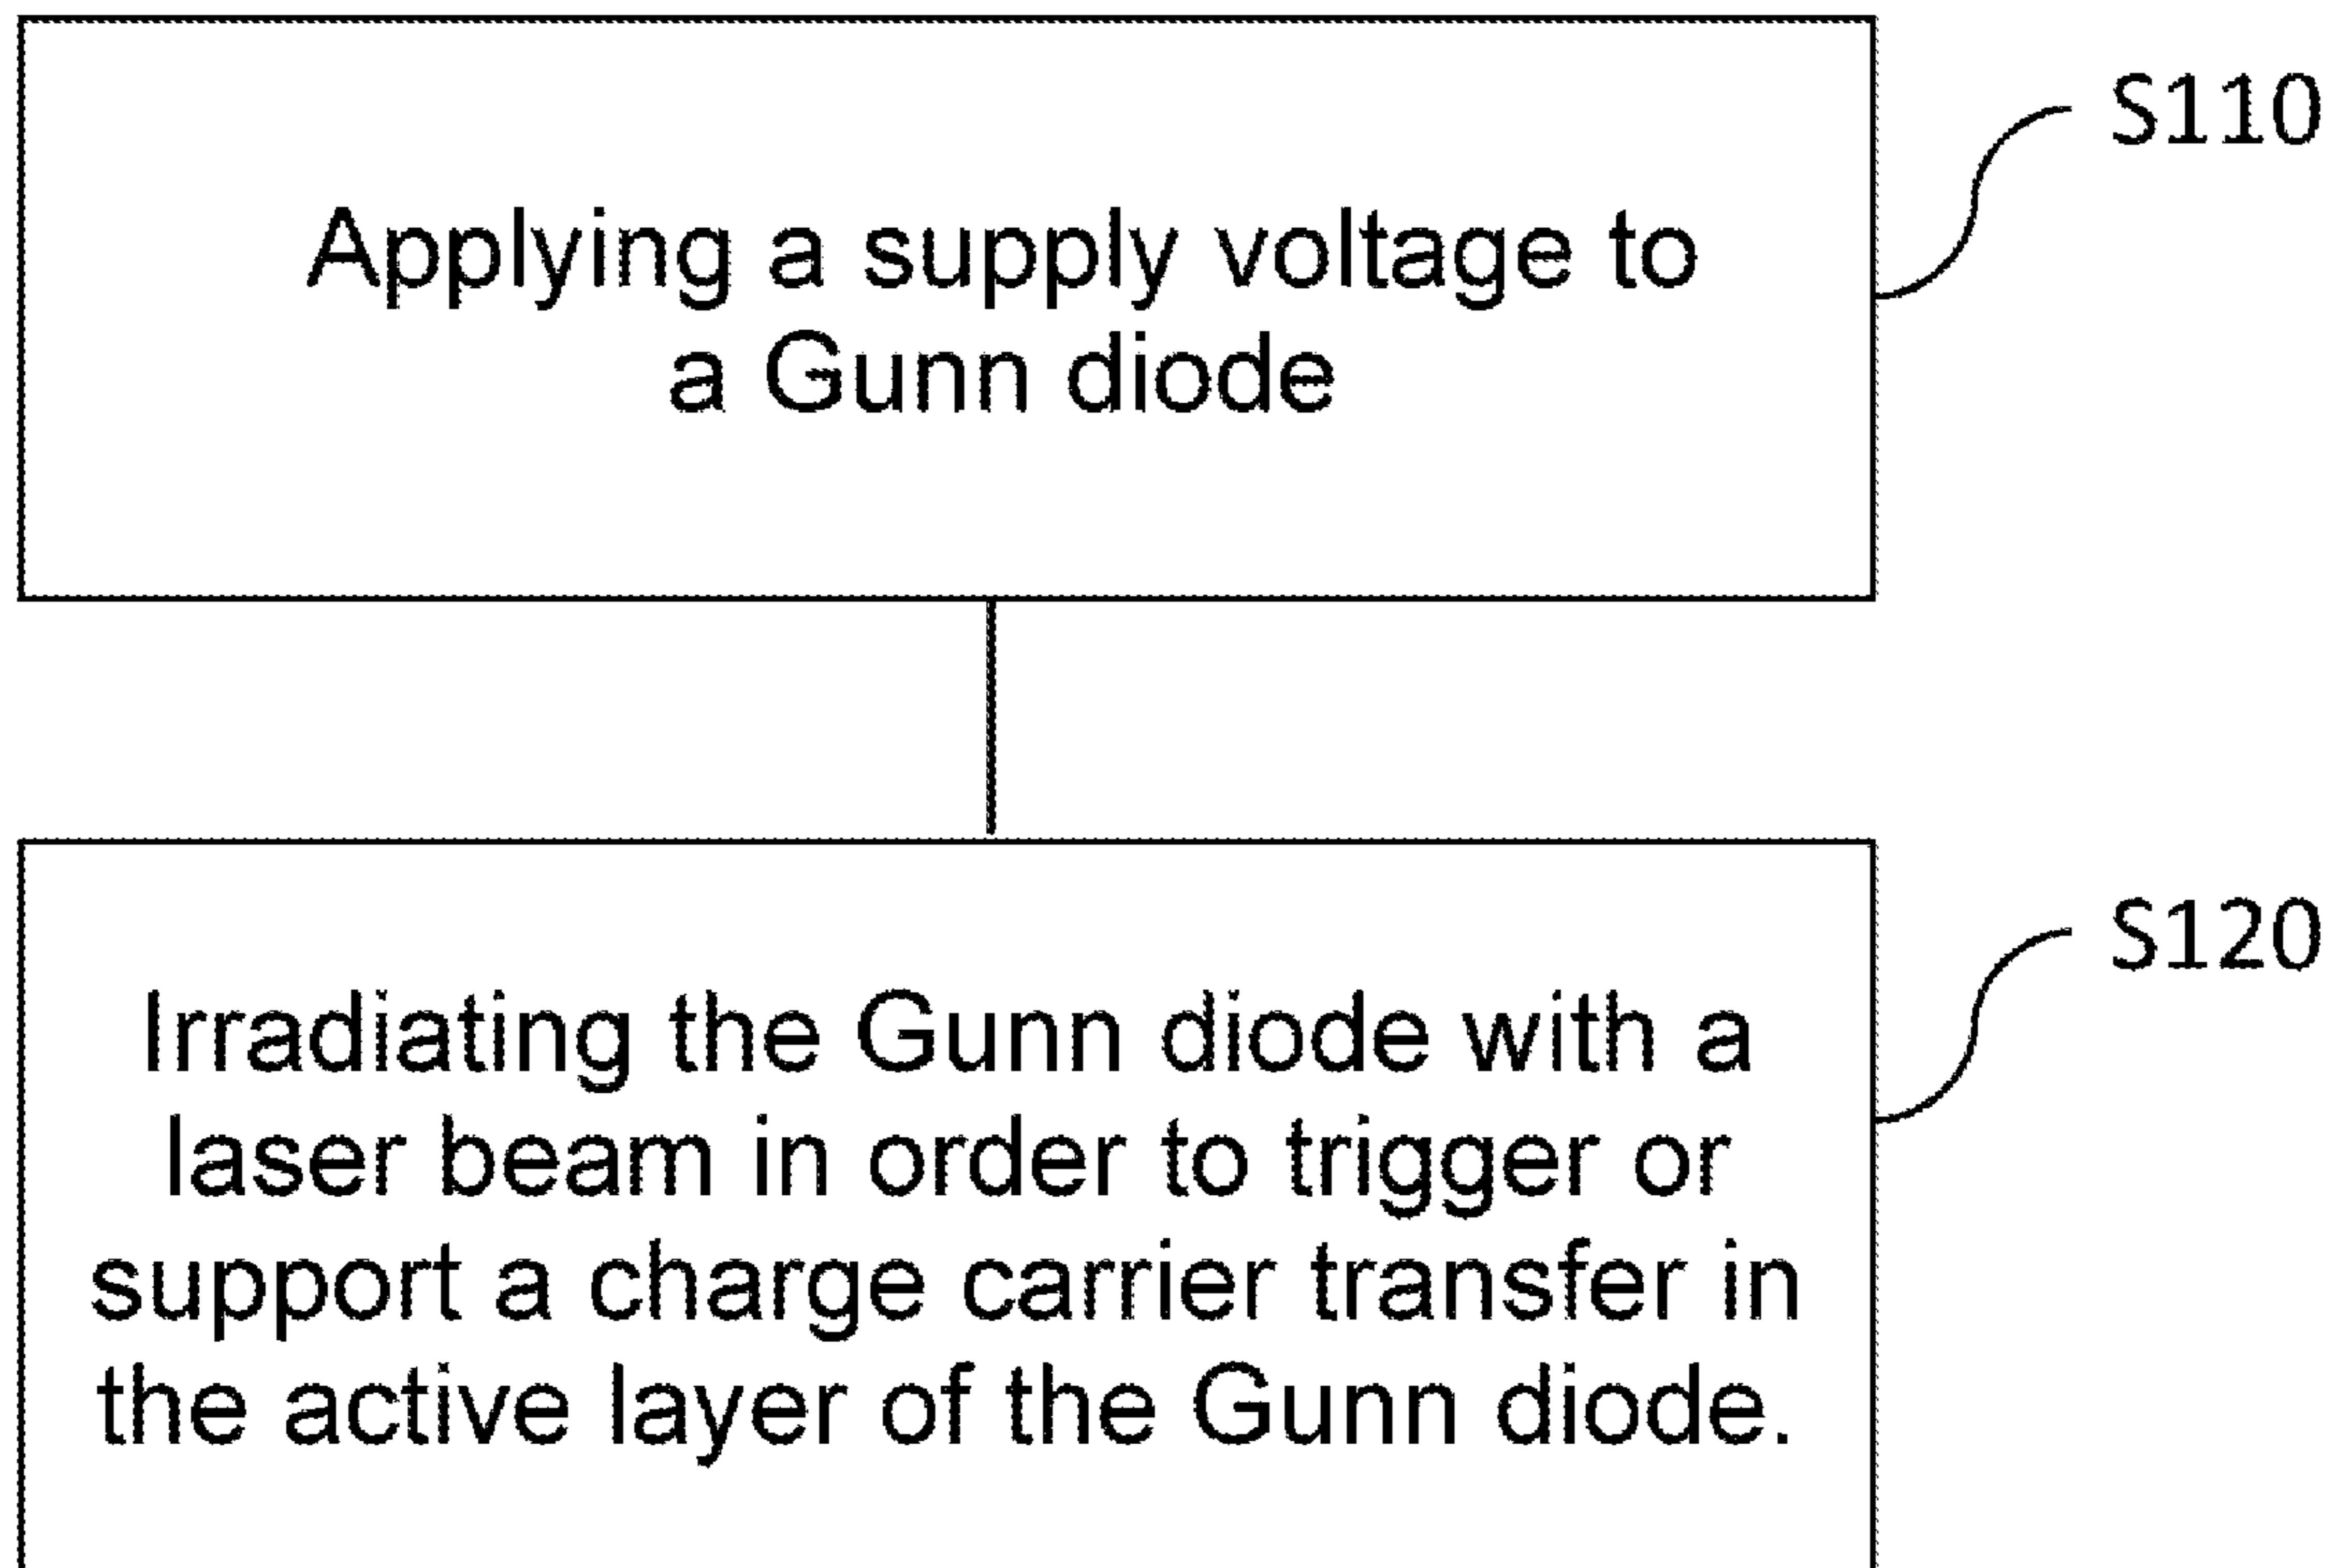 S110
Applying a supply voltage to
a Gunn diode
S120
Irradiating the Gunn diode with a
laser beam in order to trigger or
support a charge carrier transfer in
the active layer of the Gunn diode.